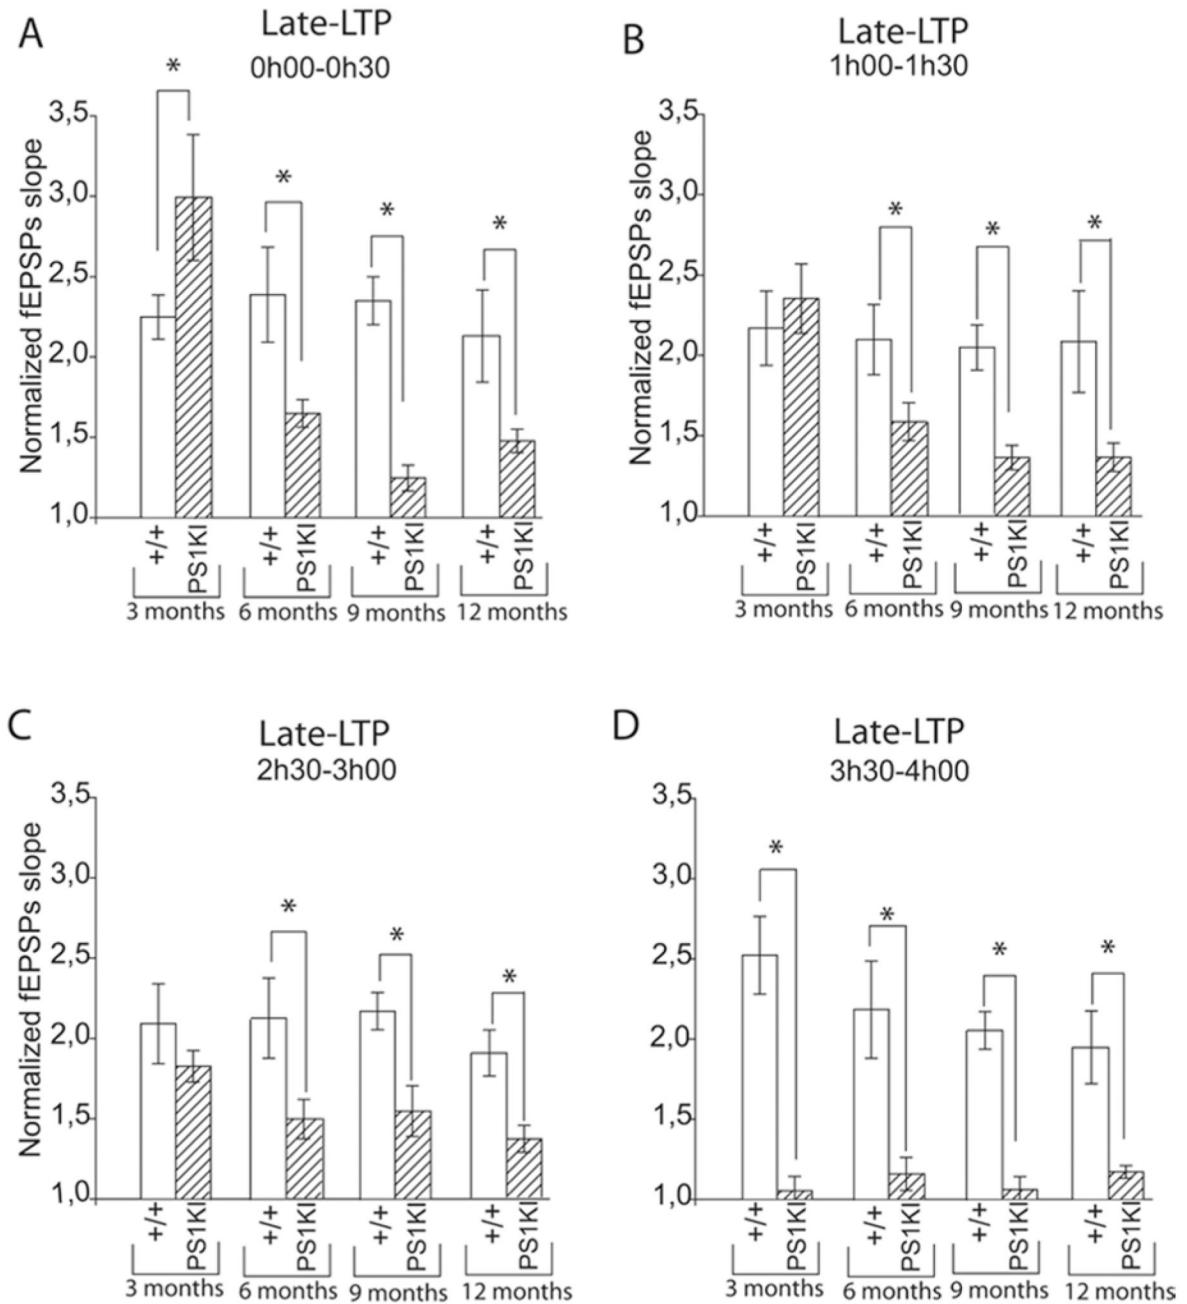 A
Late-LTP
0h00-0h30
Normalized fEPSPs slope
3,5
3,0
2,5
2,0
1,5
1,0
*
*
*
*
+/+
PS1KI
+/+
PS1KI
+/+
PS1KI
+/+
PS1KI
3 months
6 months
9 months
12 months
B
Late-LTP
1h00-1h30
Normalized fEPSPs slope
3,5
3,0
2,5
2,0
1,5
1,0
*
*
*
+/+
PS1KI
+/+
PS1KI
+/+
PS1KI
+/+
PS1KI
3 months
6 months
9 months
12 months
C
Late-LTP
2h30-3h00
Normalized fEPSPs slope
3,5
3,0
2,5
2,0
1,5
1,0
*
*
*
+/+
PS1KI
+/+
PS1KI
+/+
PS1KI
+/+
PS1KI
3 months
6 months
9 months
12 months
D
Late-LTP
3h30-4h00
3,5
3,0
2,5
2,0
1,5
1,0
*
*
*
*
+/+
PS1KI
+/+
PS1KI
+/+
PS1KI
+/+
PS1KI
3 months
6 months
9 months
12 months